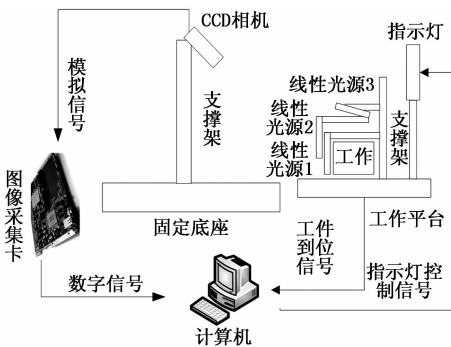 CCD相机
指示灯
模拟信号
支撑架
线性光源3
线性
光源2
线性
光源1
工作
支撑架
图像采集卡
固定底座
工作平台
工件
到位
信号
指示灯控
制信号
数字信号
计算机